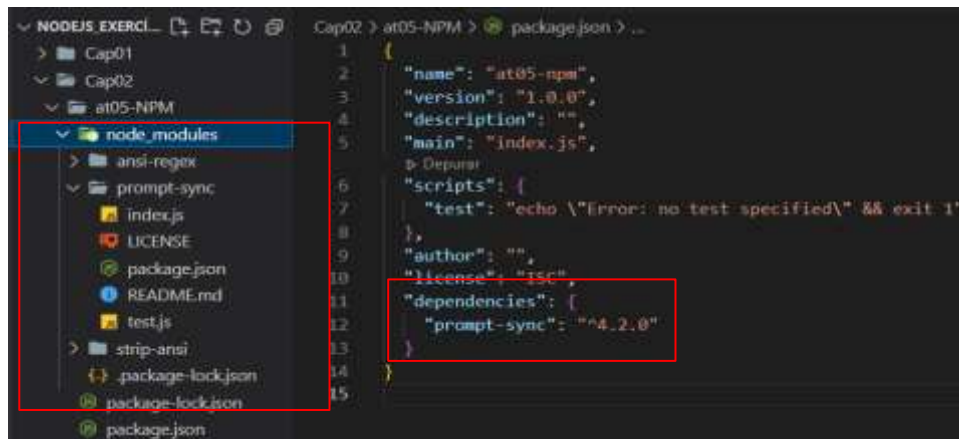 NODEJS_EXERCÍ...
Cap01
Cap02
at05-NPM
node_modules
ansi-regex
prompt-sync
index.js
LICENSE
package.json
README.md
test.js
strip-ansi
.package-lock.json
package-lock.json
package.json
Cap02 > at05-NPM > package.json > ...
1 {
2 "name": "at05-npm",
3 "version": "1.0.0",
4 "description": "",
5 "main": "index.js",
Depurar
6 "scripts": {
7 "test": "echo \"Error: no test specified\" && exit 1"
8 },
9 "author": "",
10 "license": "ISC",
11 "dependencies": {
12 "prompt-sync": "^4.2.0"
13 }
14 }
15